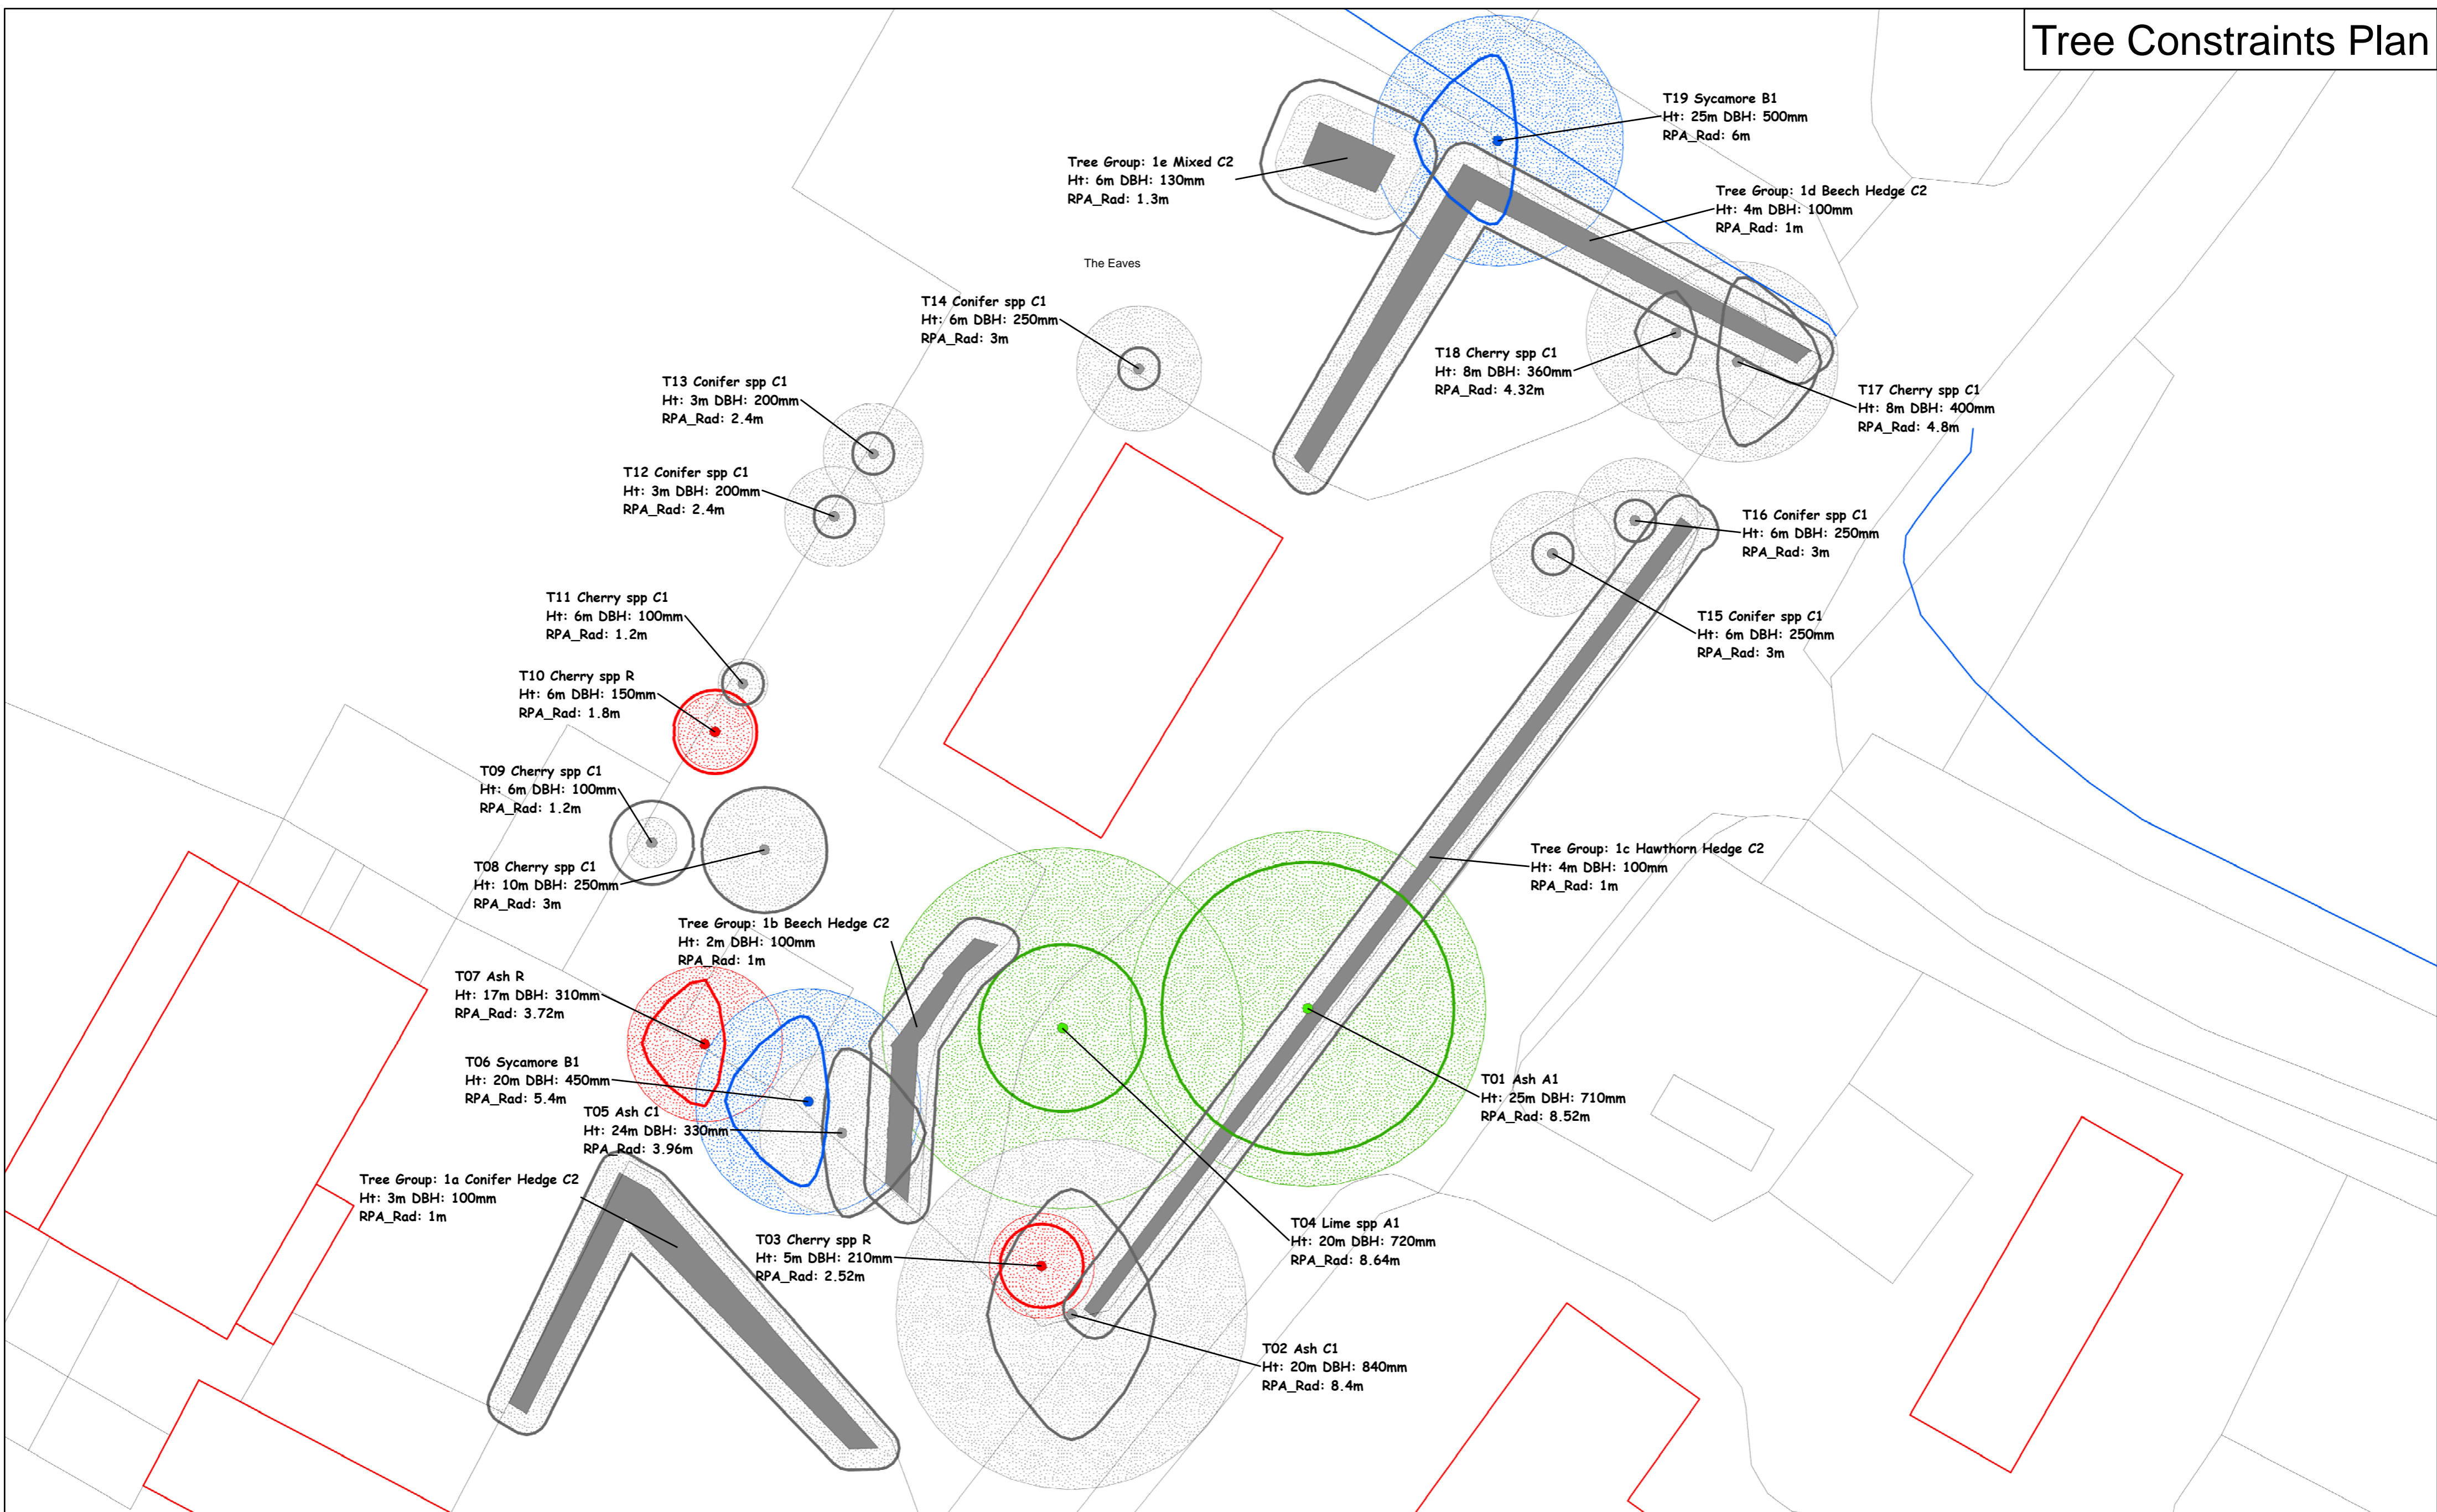 Tree Constraints Plan
T19 Sycamore B1
Ht: 25m DBH: 500mm
RPA_Rad: 6m
Tree Group: 1e Mixed C2
Ht: 6m DBH: 130mm
RPA_Rad: 1.3m
Tree Group: 1d Beech Hedge C2
Ht: 4m DBH: 100mm
RPA_Rad: 1m
The Eaves
T14 Conifer spp C1
Ht: 6m DBH: 250mm
RPA_Rad: 3m
T18 Cherry spp C1
Ht: 8m DBH: 360mm
RPA_Rad: 4.32m
T13 Conifer spp C1
Ht: 3m DBH: 200mm
RPA_Rad: 2.4m
T17 Cherry spp C1
Ht: 8m DBH: 400mm
RPA_Rad: 4.8m
T12 Conifer spp C1
Ht: 3m DBH: 200mm
RPA_Rad: 2.4m
T16 Conifer spp C1
Ht: 6m DBH: 250mm
RPA_Rad: 3m
T11 Cherry spp C1
Ht: 6m DBH: 100mm
RPA_Rad: 1.2m
T15 Conifer spp C1
Ht: 6m DBH: 250mm
RPA_Rad: 3m
T10 Cherry spp R
Ht: 6m DBH: 150mm
RPA_Rad: 1.8m
T09 Cherry spp C1
Ht: 6m DBH: 100mm
RPA_Rad: 1.2m
T08 Cherry spp C1
Ht: 10m DBH: 250mm
RPA_Rad: 3m
Tree Group: 1c Hawthorn Hedge C2
Ht: 4m DBH: 100mm
RPA_Rad: 1m
Tree Group: 1b Beech Hedge C2
Ht: 2m DBH: 100mm
RPA_Rad: 1m
T07 Ash R
Ht: 17m DBH: 310mm
RPA_Rad: 3.72m
T06 Sycamore B1
Ht: 20m DBH: 450mm
RPA_Rad: 5.4m
T01 Ash A1
Ht: 25m DBH: 710mm
RPA_Rad: 8.52m
T05 Ash C1
Ht: 24m DBH: 330mm
RPA_Rad: 3.96m
Tree Group: 1a Conifer Hedge C2
Ht: 3m DBH: 100mm
RPA_Rad: 1m
T04 Lime spp A1
Ht: 20m DBH: 720mm
RPA_Rad: 8.64m
T03 Cherry spp R
Ht: 5m DBH: 210mm
RPA_Rad: 2.52m
T02 Ash C1
Ht: 20m DBH: 840mm
RPA_Rad: 8.4m